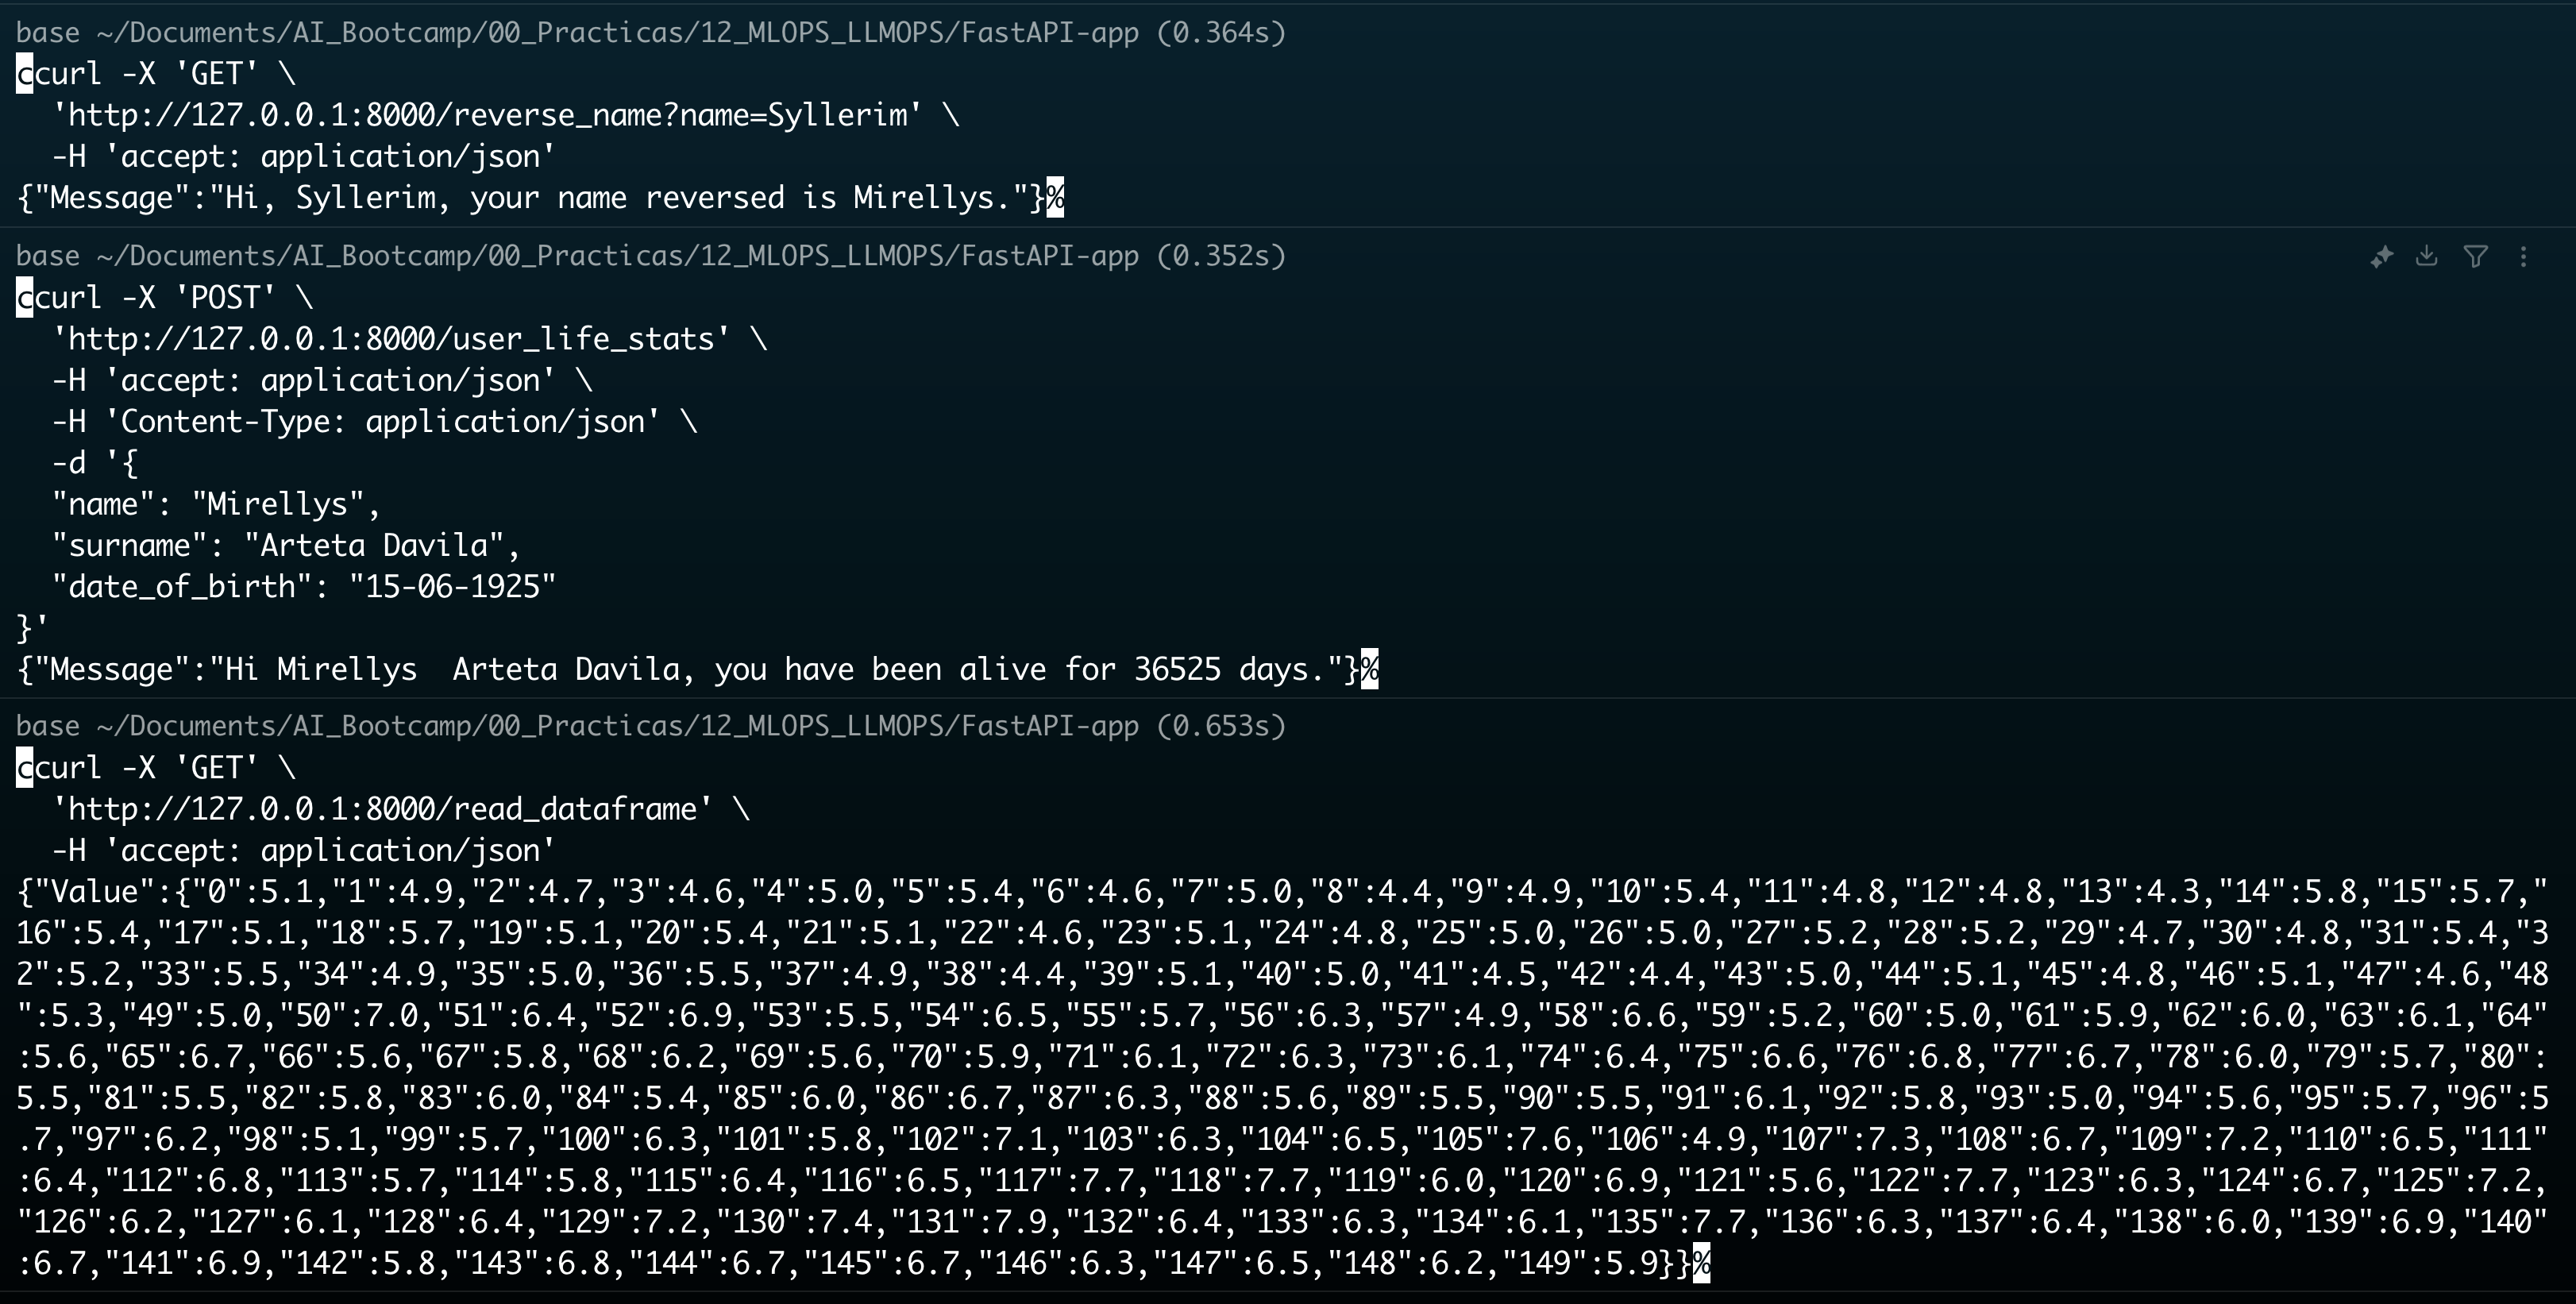 base ~/Documents/AI_Bootcamp/00_Practicas/12_MLOPS_LLMOPS/FastAPI-app (0.364s)
ccurl -X 'GET' \
  'http://127.0.0.1:8000/reverse_name?name=Syllerim' \
  -H 'accept: application/json'
{"Message":"Hi, Syllerim, your name reversed is Mirellys."}%
base ~/Documents/AI_Bootcamp/00_Practicas/12_MLOPS_LLMOPS/FastAPI-app (0.352s)
ccurl -X 'POST' \
  'http://127.0.0.1:8000/user_life_stats' \
  -H 'accept: application/json' \
  -H 'Content-Type: application/json' \
  -d '{
  "name": "Mirellys",
  "surname": "Arteta Davila",
  "date_of_birth": "15-06-1925"
}'
{"Message":"Hi Mirellys  Arteta Davila, you have been alive for 36525 days."}%
base ~/Documents/AI_Bootcamp/00_Practicas/12_MLOPS_LLMOPS/FastAPI-app (0.653s)
ccurl -X 'GET' \
  'http://127.0.0.1:8000/read_dataframe' \
  -H 'accept: application/json'
{"Value":{"0":5.1,"1":4.9,"2":4.7,"3":4.6,"4":5.0,"5":5.4,"6":4.6,"7":5.0,"8":4.4,"9":4.9,"10":5.4,"11":4.8,"12":4.8,"13":4.3,"14":5.8,"15":5.7,"
16":5.4,"17":5.1,"18":5.7,"19":5.1,"20":5.4,"21":5.1,"22":4.6,"23":5.1,"24":4.8,"25":5.0,"26":5.0,"27":5.2,"28":5.2,"29":4.7,"30":4.8,"31":5.4,"3
2":5.2,"33":5.5,"34":4.9,"35":5.0,"36":5.5,"37":4.9,"38":4.4,"39":5.1,"40":5.0,"41":4.5,"42":4.4,"43":5.0,"44":5.1,"45":4.8,"46":5.1,"47":4.6,"48
":5.3,"49":5.0,"50":7.0,"51":6.4,"52":6.9,"53":5.5,"54":6.5,"55":5.7,"56":6.3,"57":4.9,"58":6.6,"59":5.2,"60":5.0,"61":5.9,"62":6.0,"63":6.1,"64"
:5.6,"65":6.7,"66":5.6,"67":5.8,"68":6.2,"69":5.6,"70":5.9,"71":6.1,"72":6.3,"73":6.1,"74":6.4,"75":6.6,"76":6.8,"77":6.7,"78":6.0,"79":5.7,"80":
5.5,"81":5.5,"82":5.8,"83":6.0,"84":5.4,"85":6.0,"86":6.7,"87":6.3,"88":5.6,"89":5.5,"90":5.5,"91":6.1,"92":5.8,"93":5.0,"94":5.6,"95":5.7,"96":5
.7,"97":6.2,"98":5.1,"99":5.7,"100":6.3,"101":5.8,"102":7.1,"103":6.3,"104":6.5,"105":7.6,"106":4.9,"107":7.3,"108":6.7,"109":7.2,"110":6.5,"111"
:6.4,"112":6.8,"113":5.7,"114":5.8,"115":6.4,"116":6.5,"117":7.7,"118":7.7,"119":6.0,"120":6.9,"121":5.6,"122":7.7,"123":6.3,"124":6.7,"125":7.2,
"126":6.2,"127":6.1,"128":6.4,"129":7.2,"130":7.4,"131":7.9,"132":6.4,"133":6.3,"134":6.1,"135":7.7,"136":6.3,"137":6.4,"138":6.0,"139":6.9,"140"
:6.7,"141":6.9,"142":5.8,"143":6.8,"144":6.7,"145":6.7,"146":6.3,"147":6.5,"148":6.2,"149":5.9}}%